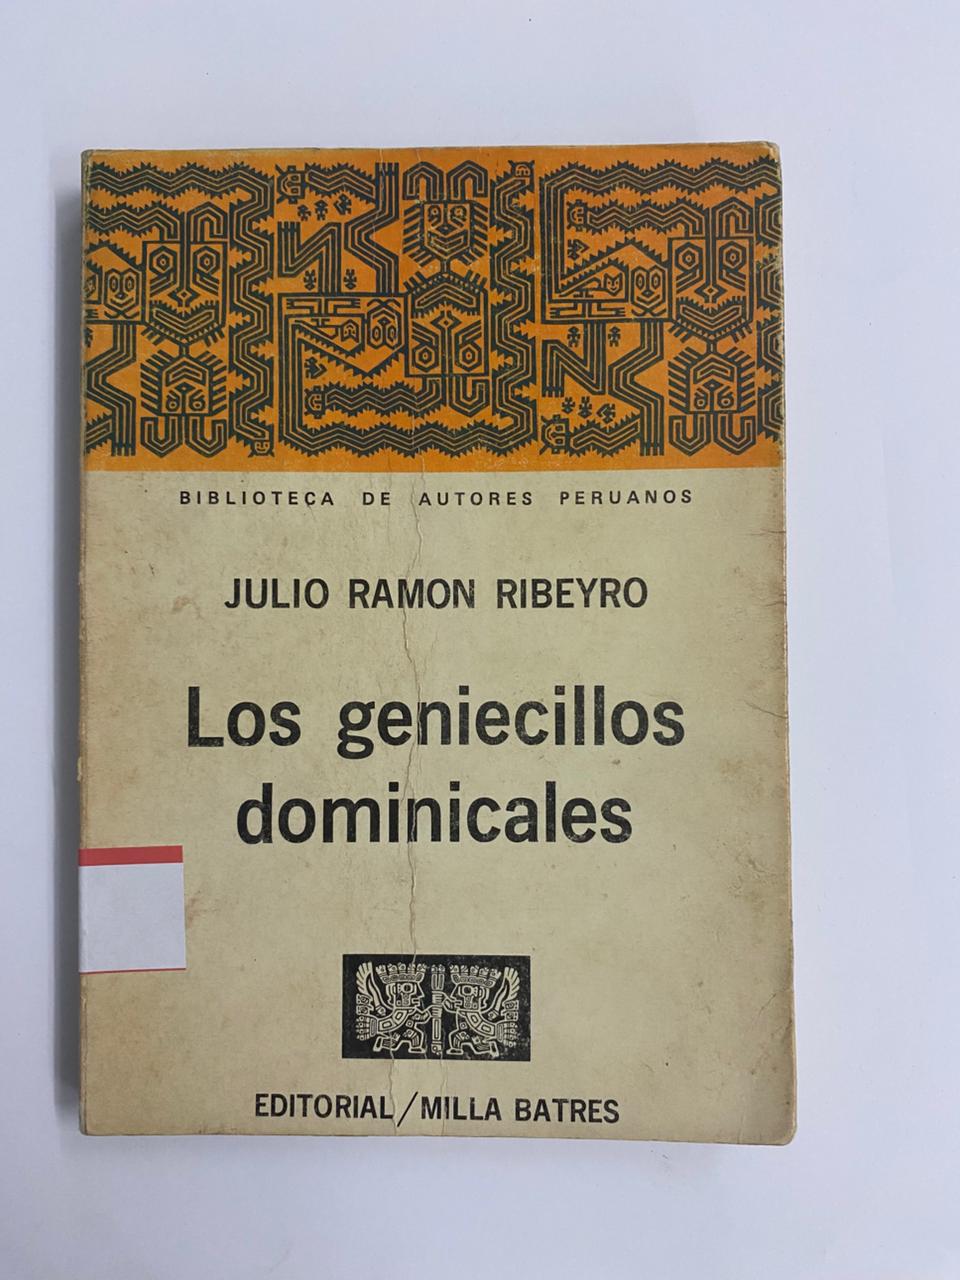 BIBLIOTECA DE AUTORES PERUANOS
JULIO RAMON RIBEYRO
Los geniecillos
dominicales
EDITORIAL/MILLA BATRES